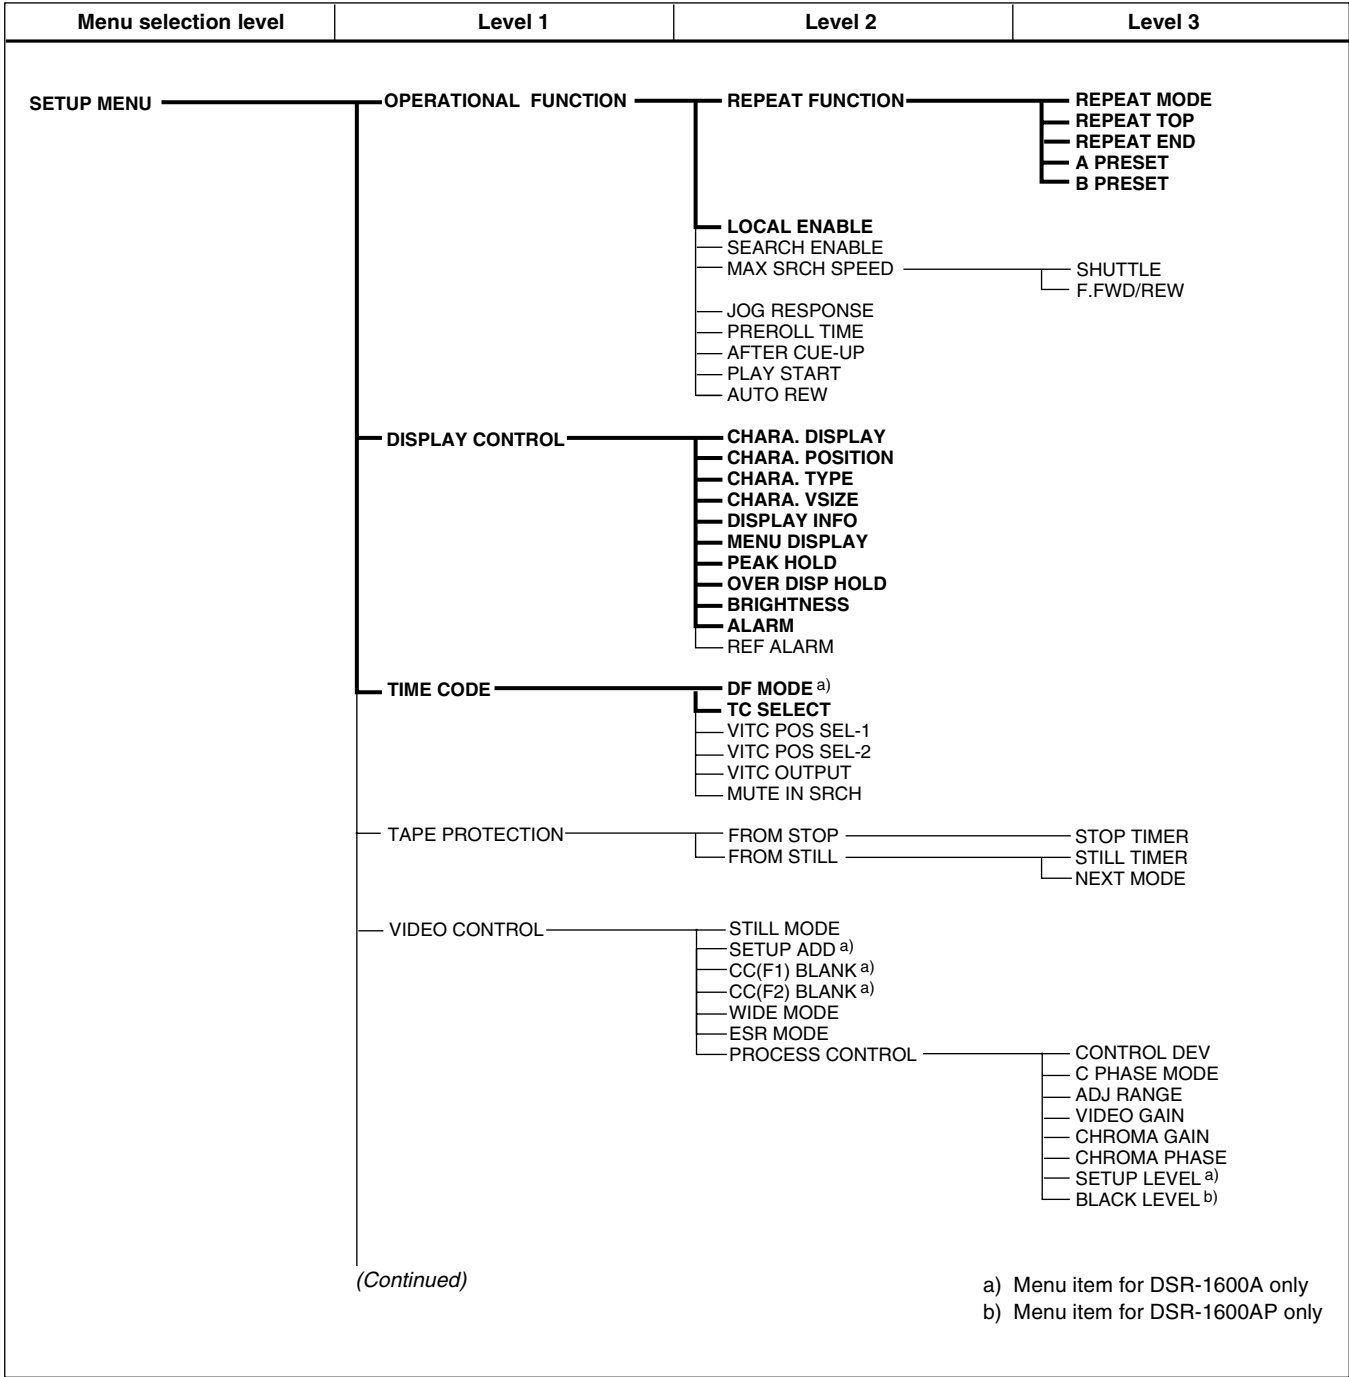 Menu selection level Level 1 Level 2 Level 3
SETUP MENU OPERATIONAL FUNCTION REPEAT FUNCTION REPEAT MODE
REPEAT TOP
REPEAT END
A PRESET
B PRESET
LOCAL ENABLE
SEARCH ENABLE
MAX SRCH SPEED SHUTTLE
F.FWD/REW
JOG RESPONSE
PREROLL TIME
AFTER CUE-UP
PLAY START
AUTO REW
DISPLAY CONTROL CHARA. DISPLAY
CHARA. POSITION
CHARA. TYPE
CHARA. VSIZE
DISPLAY INFO
MENU DISPLAY
PEAK HOLD
OVER DISP HOLD
BRIGHTNESS
ALARM
REF ALARM
TIME CODE DF MODE a)
TC SELECT
VITC POS SEL-1
VITC POS SEL-2
VITC OUTPUT
MUTE IN SRCH
TAPE PROTECTION FROM STOP STOP TIMER
FROM STILL STILL TIMER
NEXT MODE
VIDEO CONTROL STILL MODE
SETUP ADD a)
CC(F1) BLANK a)
CC(F2) BLANK a)
WIDE MODE
ESR MODE
PROCESS CONTROL CONTROL DEV
C PHASE MODE
ADJ RANGE
VIDEO GAIN
CHROMA GAIN
CHROMA PHASE
SETUP LEVEL a)
BLACK LEVEL b)
(Continued)
a) Menu item for DSR-1600A only
b) Menu item for DSR-1600AP only